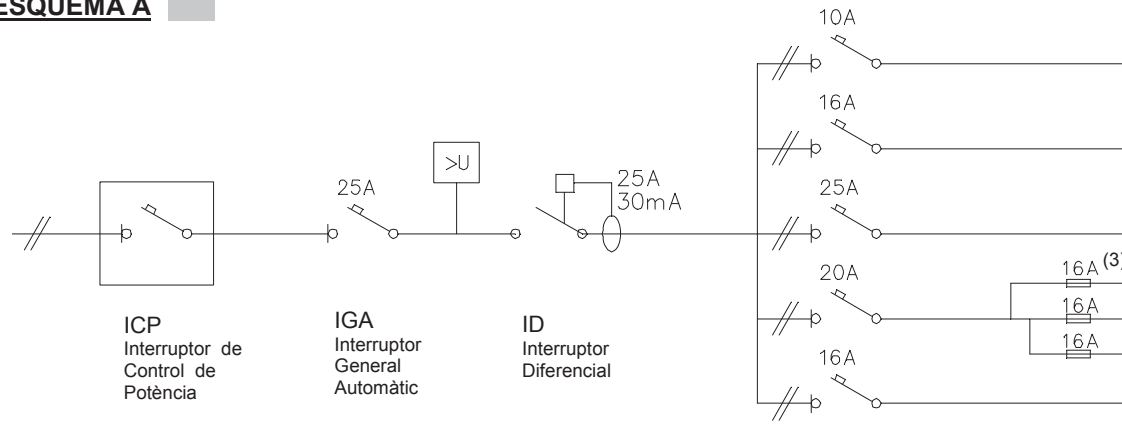 ESQUEMA A
10A
16A
>U
25A
25A
30mA
25A
20A
16A (3)
16A
16A
16A
ICP
Interruptor de
Control de
Potència
IGA
Interruptor
General
Automàtic
ID
Interruptor
Diferencial